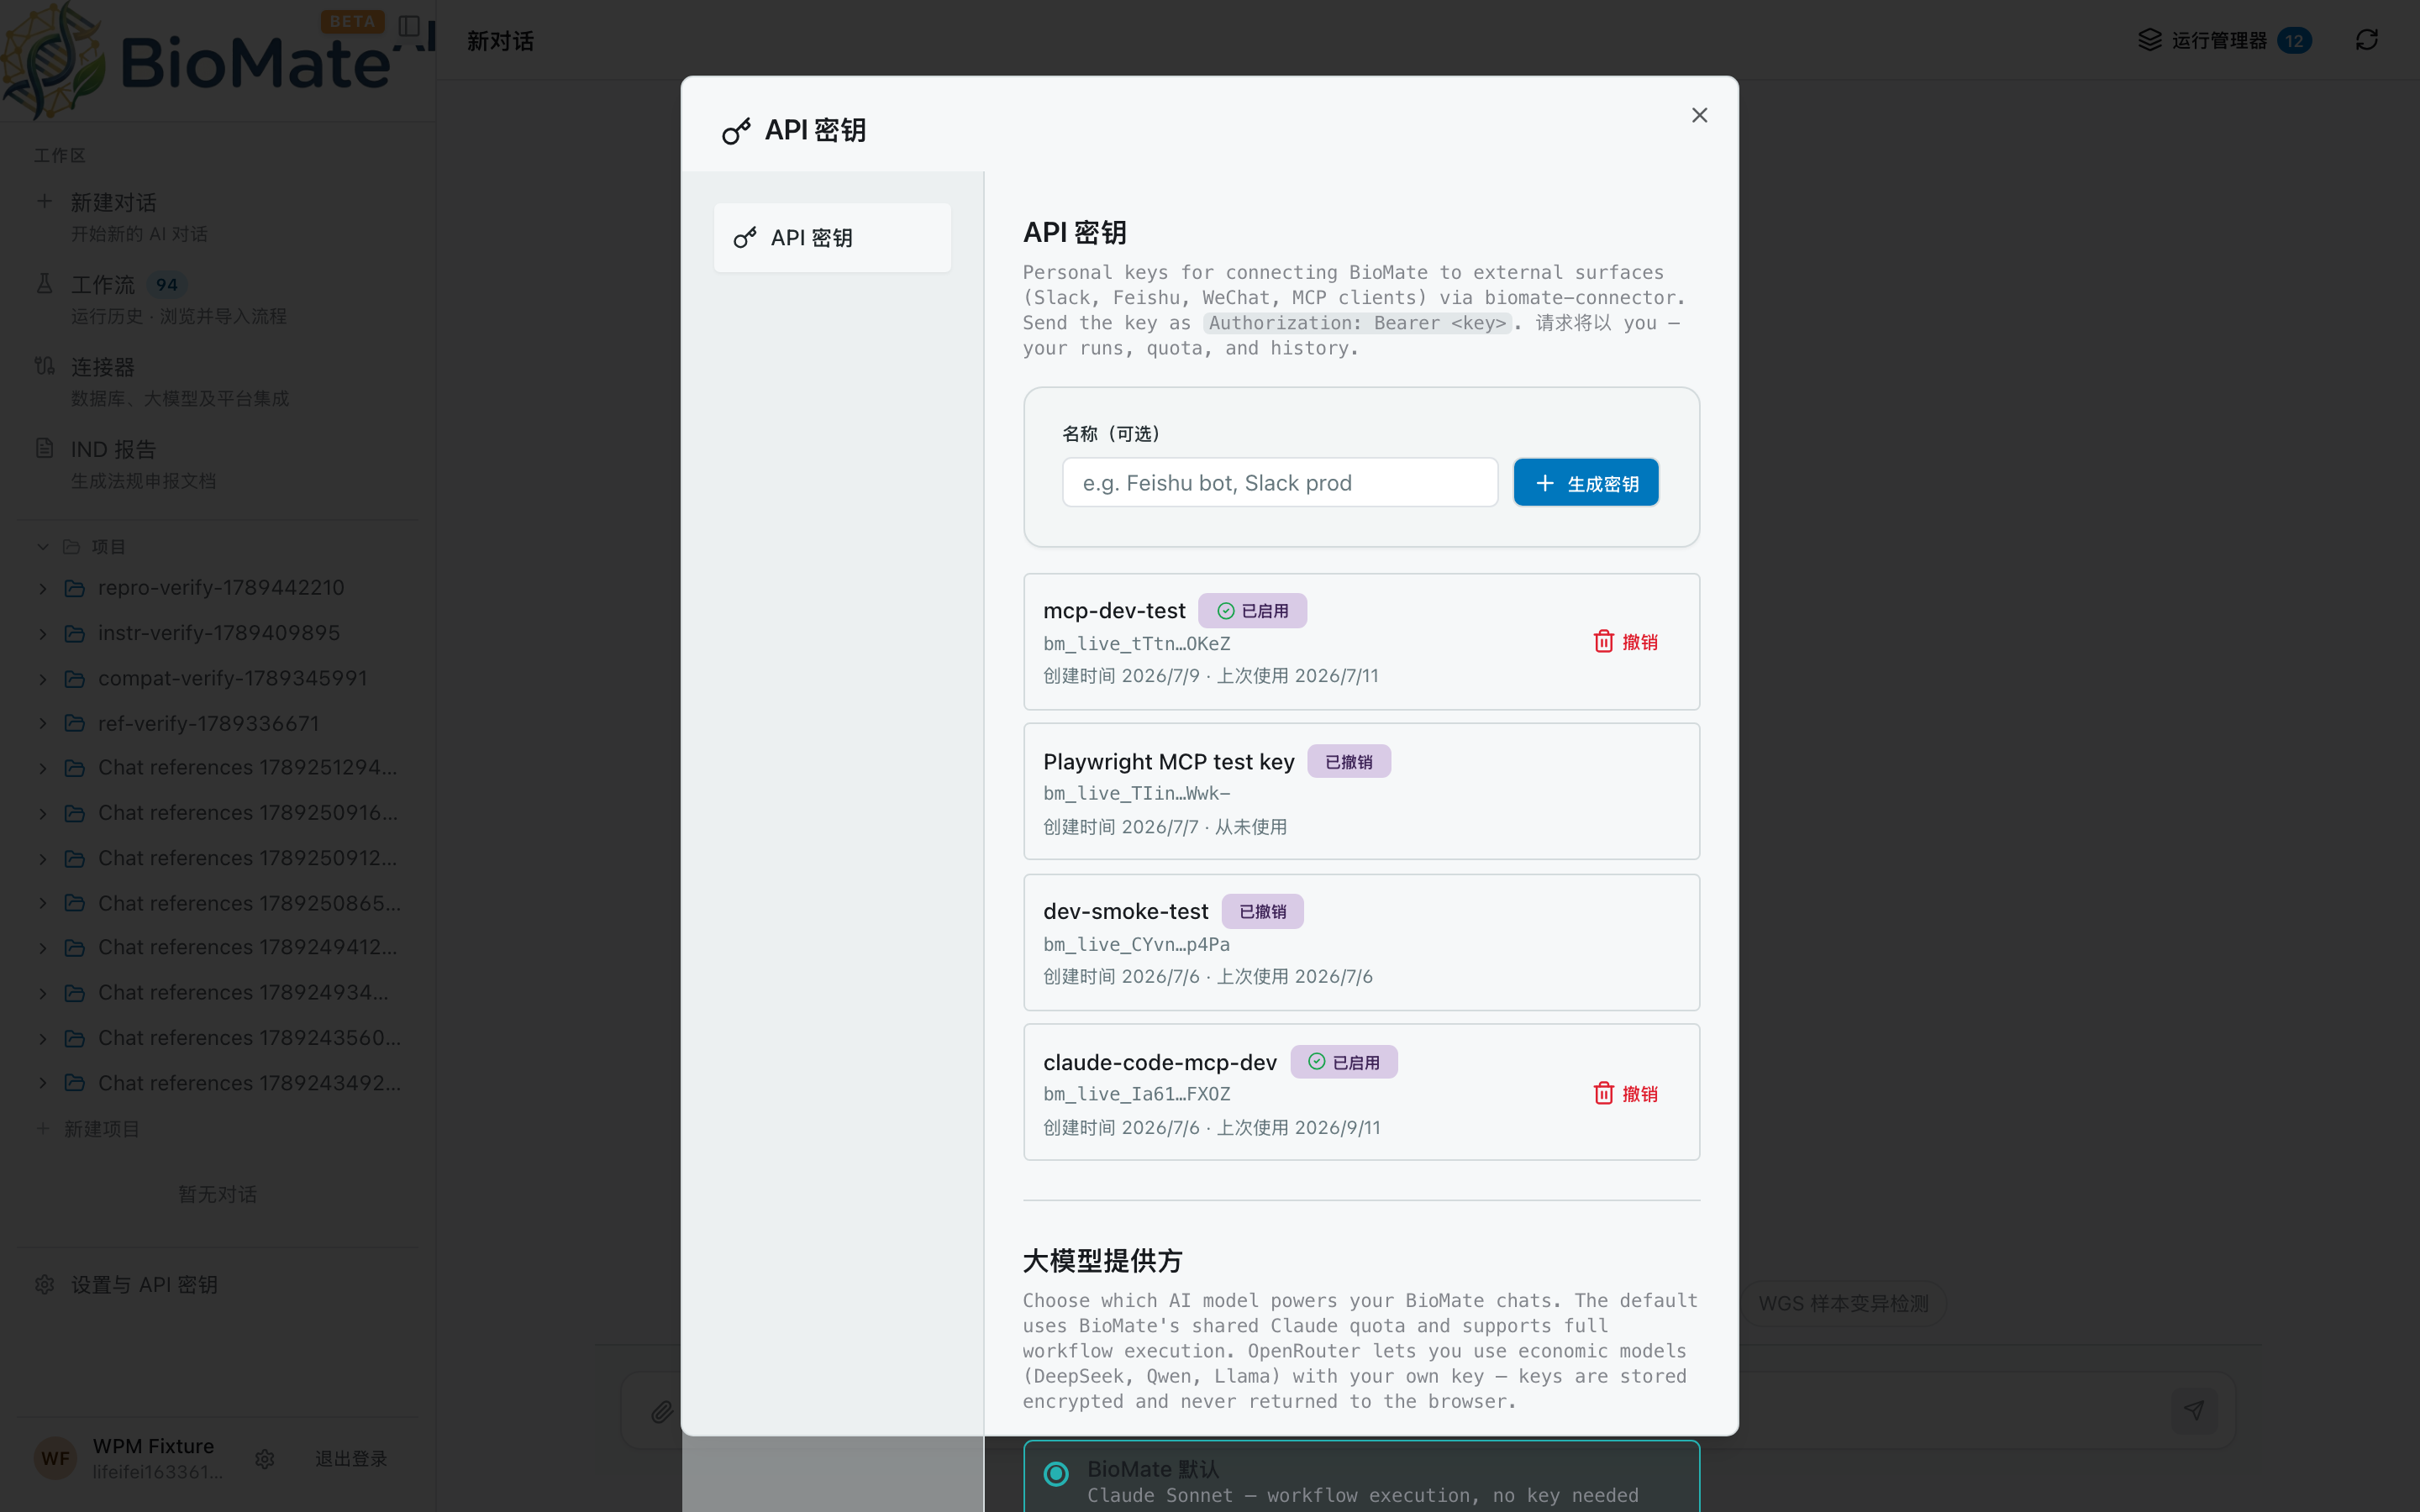 BETA
BioMate
AI
新对话
运行管理器 12
工作区
新建对话
开始新的 AI 对话
工作流 94
运行历史 · 浏览并导入流程
连接器
数据库、大模型及平台集成
IND 报告
生成法规申报文档
项目
repro-verify-1789442210
instr-verify-1789409895
compat-verify-1789345991
ref-verify-1789336671
Chat references 1789251294...
Chat references 1789250916...
Chat references 1789250912...
Chat references 1789250865...
Chat references 1789249412...
Chat references 178924934...
Chat references 1789243560...
Chat references 1789243492...
新建项目
暂无对话
设置与 API 密钥
WF
WPM Fixture
lifeifei163361...
退出登录
API 密钥
API 密钥
API 密钥
Personal keys for connecting BioMate to external surfaces
(Slack, Feishu, WeChat, MCP clients) via biomate-connector.
Send the key as Authorization: Bearer <key>. 请求将以 you —
your runs, quota, and history.
名称（可选）
e.g. Feishu bot, Slack prod
生成密钥
mcp-dev-test 已启用
bm_live_tTtn…OKeZ
创建时间 2026/7/9 · 上次使用 2026/7/11
撤销
Playwright MCP test key 已撤销
bm_live_TIin…Wwk-
创建时间 2026/7/7 · 从未使用
dev-smoke-test 已撤销
bm_live_CYvn…p4Pa
创建时间 2026/7/6 · 上次使用 2026/7/6
claude-code-mcp-dev 已启用
bm_live_Ia61…FXOZ
创建时间 2026/7/6 · 上次使用 2026/9/11
撤销
大模型提供方
Choose which AI model powers your BioMate chats. The default
uses BioMate's shared Claude quota and supports full
workflow execution. OpenRouter lets you use economic models
(DeepSeek, Qwen, Llama) with your own key — keys are stored
encrypted and never returned to the browser.
BioMate 默认
Claude Sonnet — workflow execution, no key needed
WGS 样本变异检测